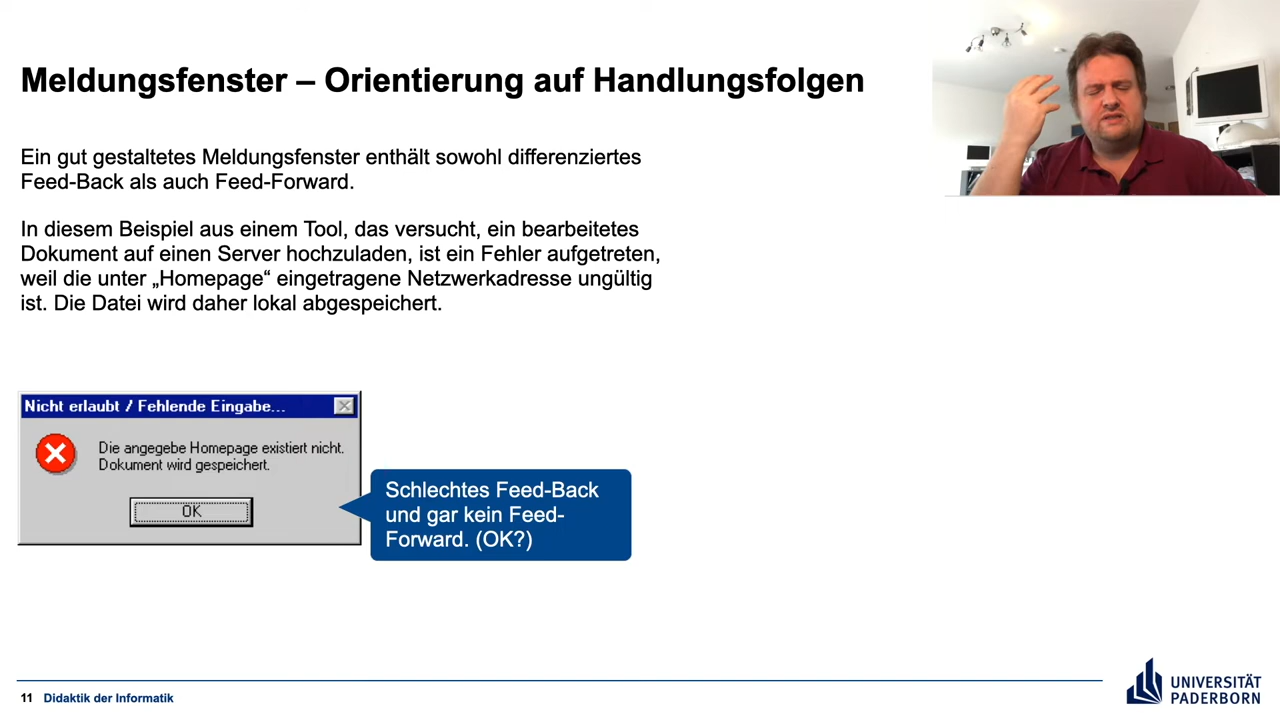 Meldungsfenster – Orientierung auf Handlungsfolgen
Ein gut gestaltetes Meldungsfenster enthält sowohl differenziertes
Feed-Back als auch Feed-Forward.
In diesem Beispiel aus einem Tool, das versucht, ein bearbeitetes
Dokument auf einen Server hochzuladen, ist ein Fehler aufgetreten,
weil die unter „Homepage“ eingetragene Netzwerkadresse ungültig
ist. Die Datei wird daher lokal abgespeichert.
Nicht erlaubt / Fehlende Eingabe...
Die angegebe Homepage existiert nicht.
Dokument wird gespeichert.
OK
Schlechtes Feed-Back
und gar kein Feed-
Forward. (OK?)
11 Didaktik der Informatik
UNIVERSITÄT
PADERBORN